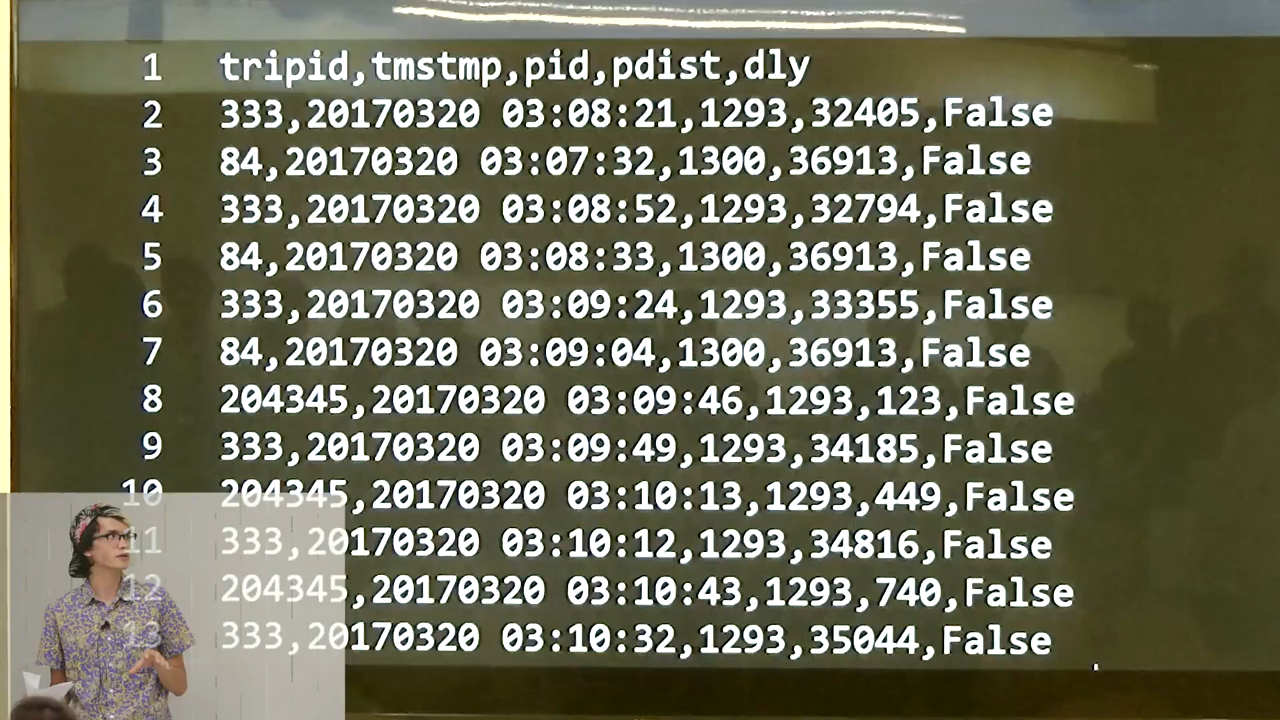 1 tripid,tmstmp,pid,pdist,dly
2 333,20170320 03:08:21,1293,32405,False
3 84,20170320 03:07:32,1300,36913,False
4 333,20170320 03:08:52,1293,32794,False
5 84,20170320 03:08:33,1300,36913,False
6 333,20170320 03:09:24,1293,33355,False
7 84,20170320 03:09:04,1300,36913,False
8 204345,20170320 03:09:46,1293,123,False
9 333,20170320 03:09:49,1293,34185,False
10 204345,20170320 03:10:13,1293,449,False
11 333,20170320 03:10:12,1293,34816,False
12 204345,20170320 03:10:43,1293,740,False
13 333,20170320 03:10:32,1293,35044,False